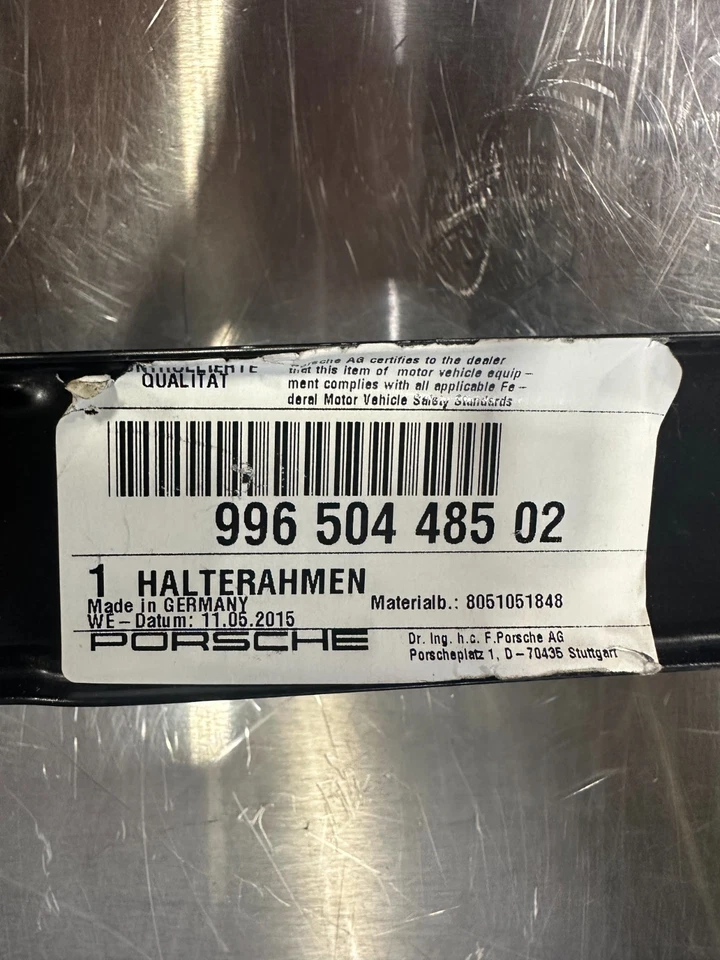 QUALITAT
Porsche AG certifies to the dealer
that this item of motor vehicle equip-
ment complies with all applicable Fe-
deral Motor Vehicle Safety Standards
996 504 485 02
1 HALTERAHMEN
Made in GERMANY
Materialb.: 8051051848
WE-Datum: 11.05.2015
PORSCHE
Dr. Ing. h.c. F.Porsche AG
Porscheplatz 1, D-70435 Stuttgart